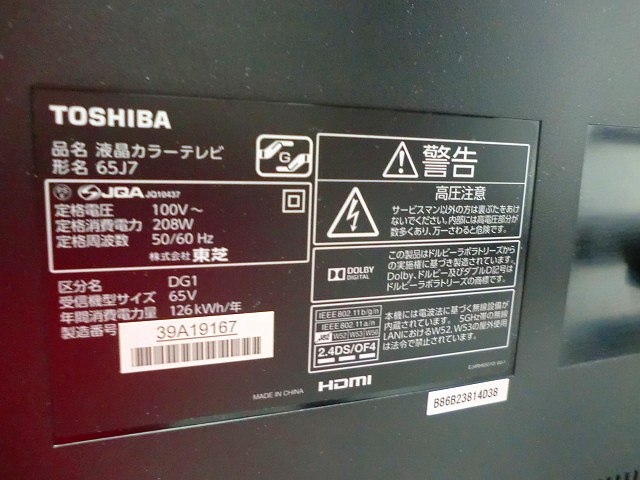 TOSHIBA
品名 液晶カラーテレビ
形名 65J7
G
JQA JQ10437
定格電圧 100V～
定格消費電力 208W
定格周波数 50/60 Hz
株式会社 東芝
区分名 DG1
受信機型サイズ 65V
年間消費電力量 126 kWh/年
製造番号
39A19167
警告
高圧注意
サービスマン以外の方は裏ぶたをあけ
ないでください。内部には高電圧部分が
数多くあり、万一さわると危険です。
DOLBY
DIGITAL
この製品はドルビーラボラトリーズから
の実施権に基づき製造されています。
Dolby、ドルビー及びダブルD記号は
ドルビーラボラトリーズの商標です。
IEEE 802.11 b/g/n
IEEE 802.11 a/n
J52 W52 W53 W56
2.4DS/OF4
本機には電波法に基づく無線設備が
内蔵されています。 5GHz帯の無線
LANにおけるW52、W53の屋外使用
は法令で禁止されています。
MADE IN CHINA
HDMI
B86B23814D38